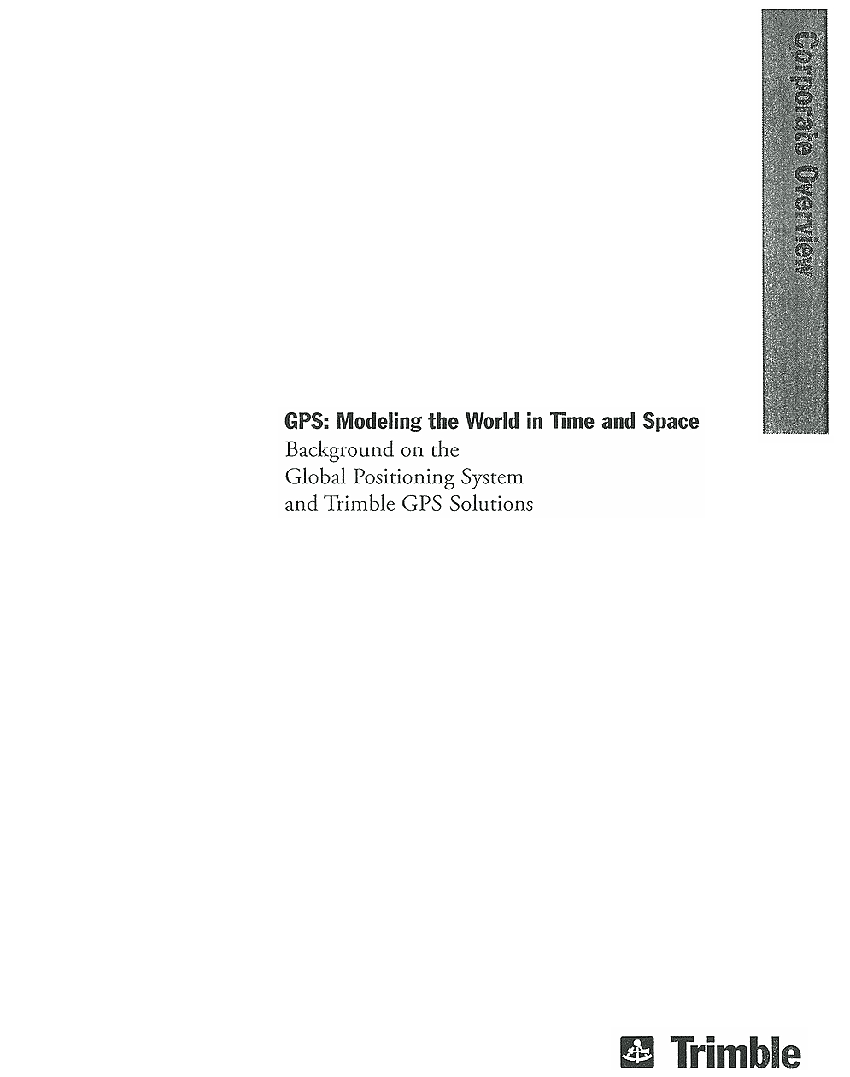 Corporate Overview
GPS: Modeling the World in Time and Space
Background on the
Global Positioning System
and Trimble GPS Solutions
Trimble